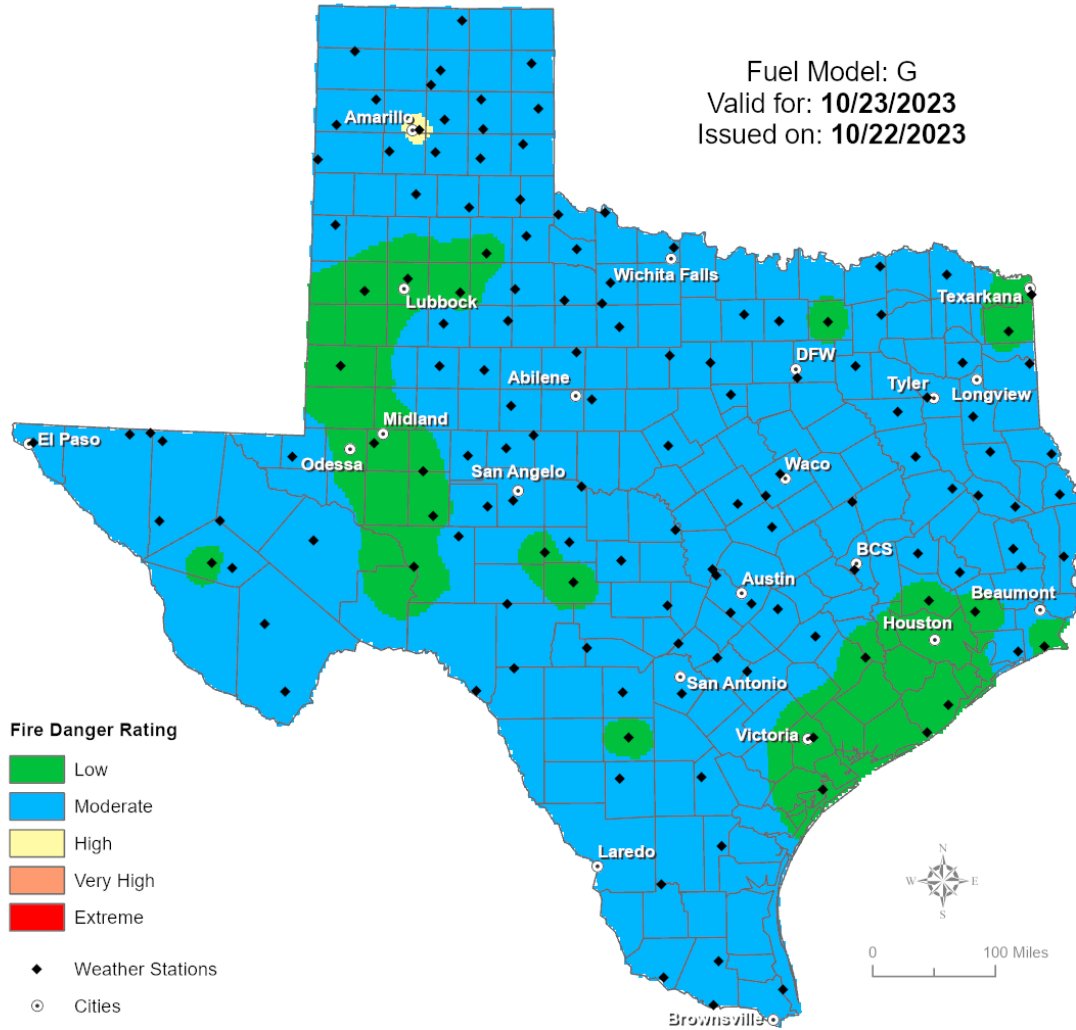 Fuel Model: G
Valid for: 10/23/2023
Issued on: 10/22/2023
Amarillo
Wichita Falls
Lubbock
Texarkana
DFW
Abilene
Tyler
Longview
Midland
El Paso
Odessa
San Angelo
Waco
BCS
Austin
Beaumont
Houston
San Antonio
Victoria
Laredo
Brownsville
Fire Danger Rating
Low
Moderate
High
Very High
Extreme
Weather Stations
Cities
N
W E
S
0 100 Miles